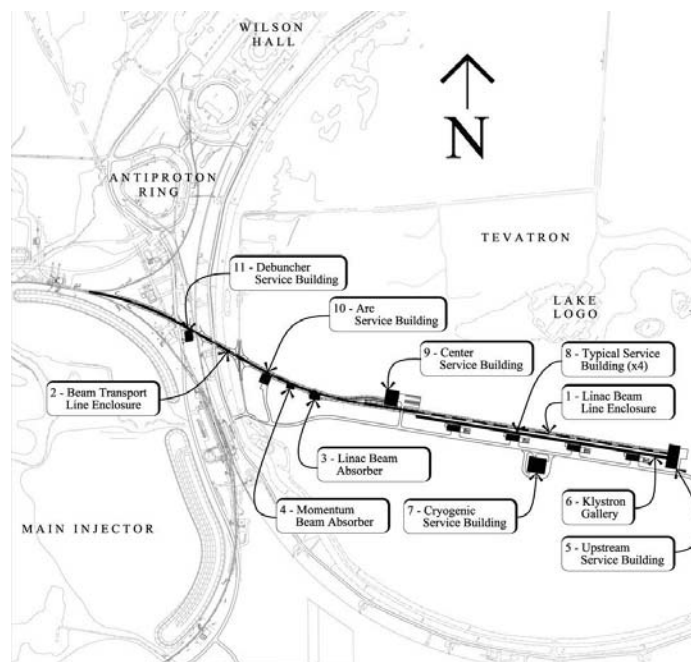 WILSON
HALL
N
ANTIPROTON
RING
TEVATRON
11 - Debuncher
Service Building
10 - Arc
Service Building
LAKE
LOGO
9 - Center
Service Building
8 - Typical Service
Building (x4)
2 - Beam Transport
Line Enclosure
1 - Linac Beam
Line Enclosure
3 - Linac Beam
Absorber
4 - Momentum
Beam Absorber
7 - Cryogenic
Service Building
6 - Klystron
Gallery
MAIN INJECTOR
5 - Upstream
Service Building